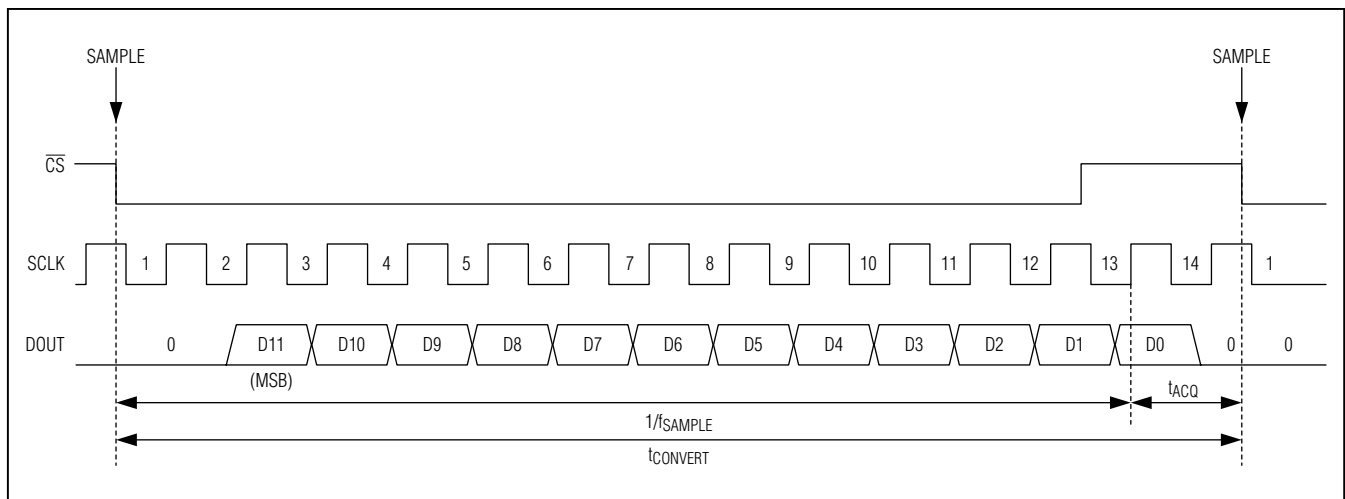 SAMPLE SAMPLE
CS
SCLK 1 2 3 4 5 6 7 8 9 10 11 12 13 14 1
DOUT 0 D11 D10 D9 D8 D7 D6 D5 D4 D3 D2 D1 D0 0 0
(MSB)
tACQ
1/fSAMPLE
tCONVERT